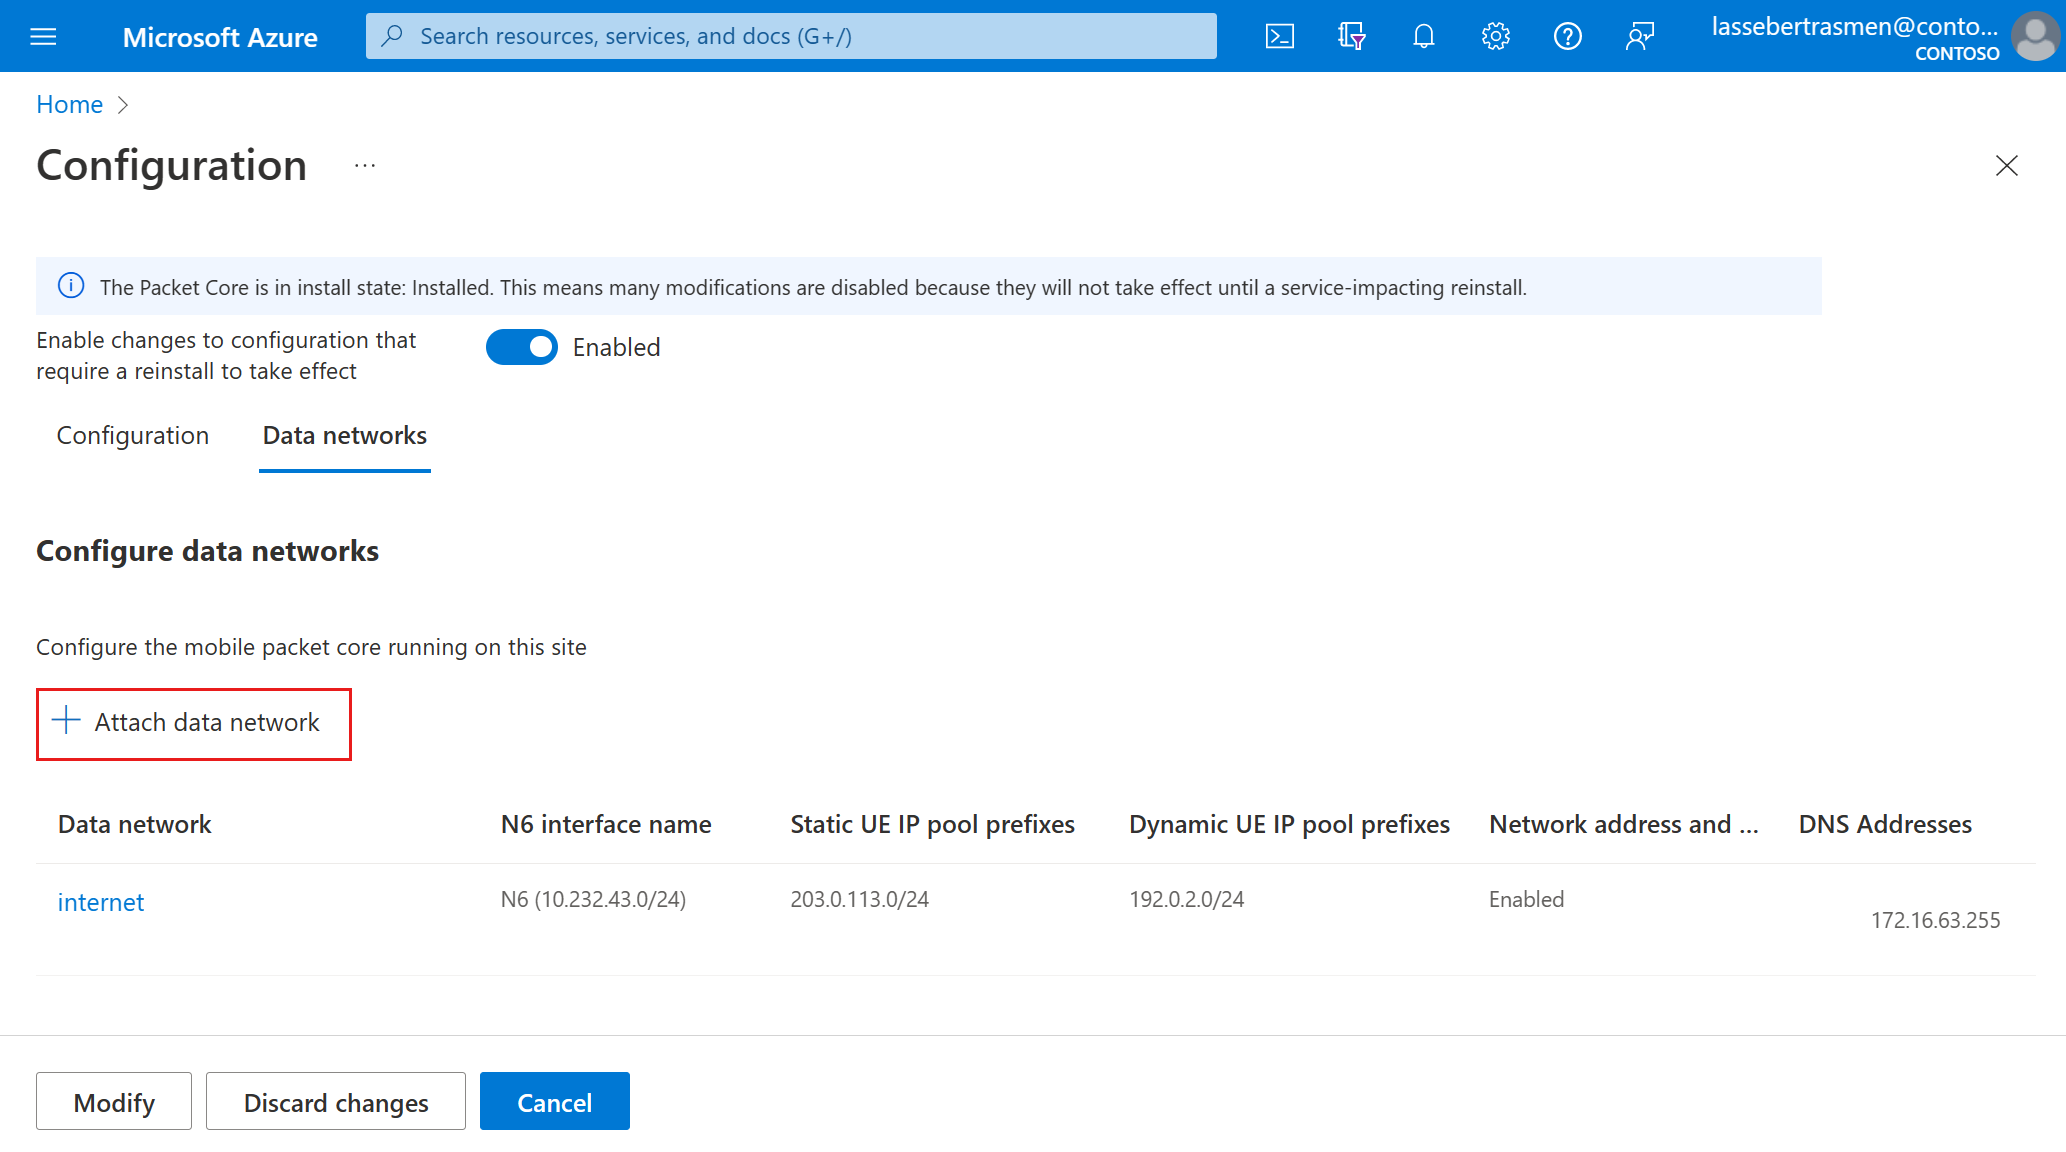 Microsoft Azure
Search resources, services, and docs (G+/)
lassebertrasmen@conto...
CONTOSO
Home
Configuration
...
The Packet Core is in install state: Installed. This means many modifications are disabled because they will not take effect until a service-impacting reinstall.
Enable changes to configuration that
require a reinstall to take effect
Enabled
Configuration Data networks
Configure data networks
Configure the mobile packet core running on this site
Attach data network
Data network N6 interface name Static UE IP pool prefixes Dynamic UE IP pool prefixes Network address and ... DNS Addresses
internet N6 (10.232.43.0/24) 203.0.113.0/24 192.0.2.0/24 Enabled
172.16.63.255
Modify Discard changes Cancel